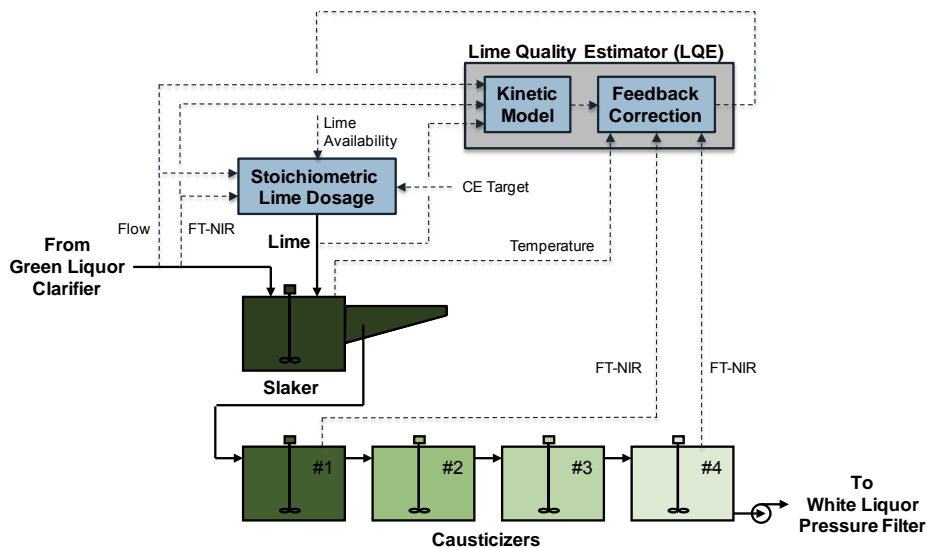 Lime Quality Estimator (LQE)
Kinetic
Model
Feedback
Correction
Lime
Availability
Stoichiometric
Lime Dosage
CE Target
Flow
FT-NIR
Lime
Temperature
From
Green Liquor
Clarifier
Slaker
FT-NIR
FT-NIR
#1
#2
#3
#4
To
White Liquor
Pressure Filter
Causticizers